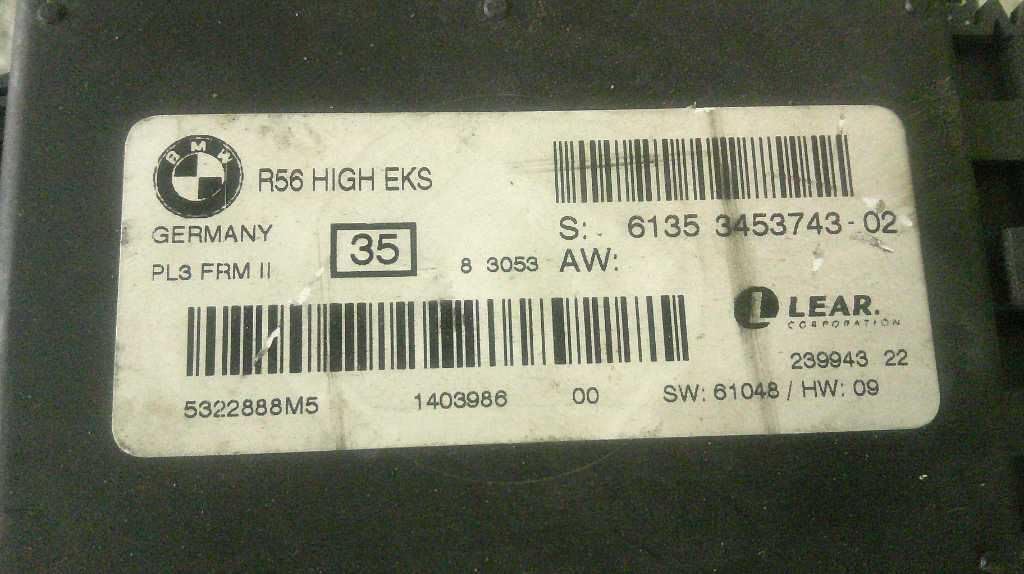 BMW
R56 HIGH EKS
GERMANY
PL3 FRM II
35
8 3053
S: 6135 3453743-02
AW:
L LEAR.
CORPORATION
239943 22
5322888M5 1403986 00
SW: 61048 / HW: 09